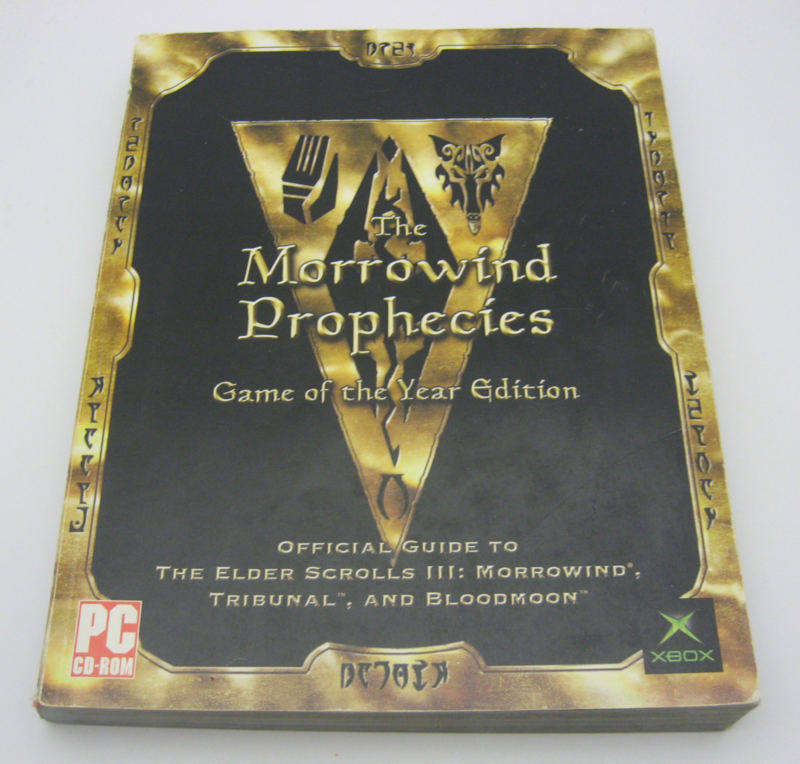 The
Morrowind
Prophecies
Game of the Year Edition
OFFICIAL GUIDE TO
THE ELDER SCROLLS III: MORROWIND®,
TRIBUNAL™, AND BLOODMOON™
PC
CD-ROM
XBOX